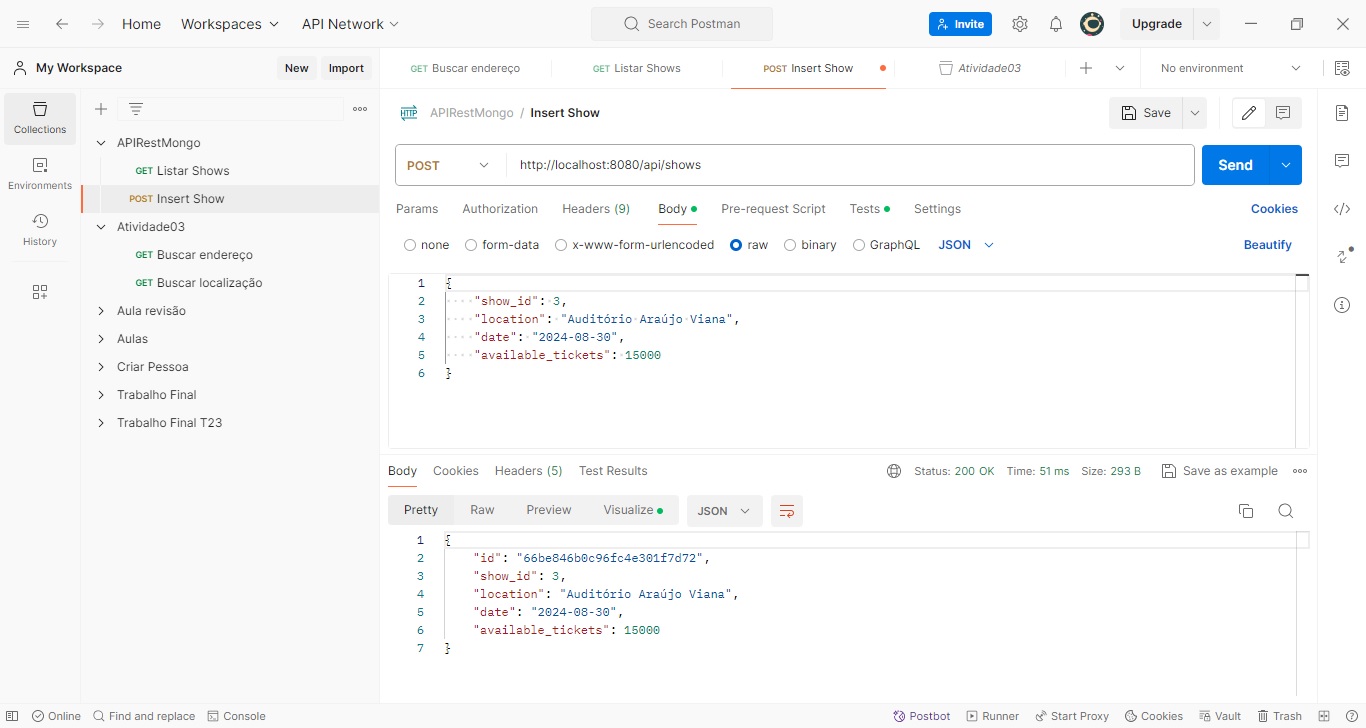 Home Workspaces API Network Search Postman Invite Upgrade
My Workspace New Import GET Buscar endereço GET Listar Shows POST Insert Show Atividade03 No environment
Collections
Environments
History
APIRestMongo
GET Listar Shows
POST Insert Show
Atividade03
GET Buscar endereço
GET Buscar localização
Aula revisão
Aulas
Criar Pessoa
Trabalho Final
Trabalho Final T23
HTTP APIRestMongo / Insert Show Save
POST http://localhost:8080/api/shows Send
Params Authorization Headers (9) Body Pre-request Script Tests Settings Cookies
none form-data x-www-form-urlencoded raw binary GraphQL JSON Beautify
1 {
2 "show_id": 3,
3 "location": "Auditório Araújo Viana",
4 "date": "2024-08-30",
5 "available_tickets": 15000
6 }
Body Cookies Headers (5) Test Results Status: 200 OK Time: 51 ms Size: 293 B Save as example
Pretty Raw Preview Visualize JSON
1 {
2 "id": "66be846b0c96fc4e301f7d72",
3 "show_id": 3,
4 "location": "Auditório Araújo Viana",
5 "date": "2024-08-30",
6 "available_tickets": 15000
7 }
Online Find and replace Console Postbot Runner Start Proxy Cookies Vault Trash